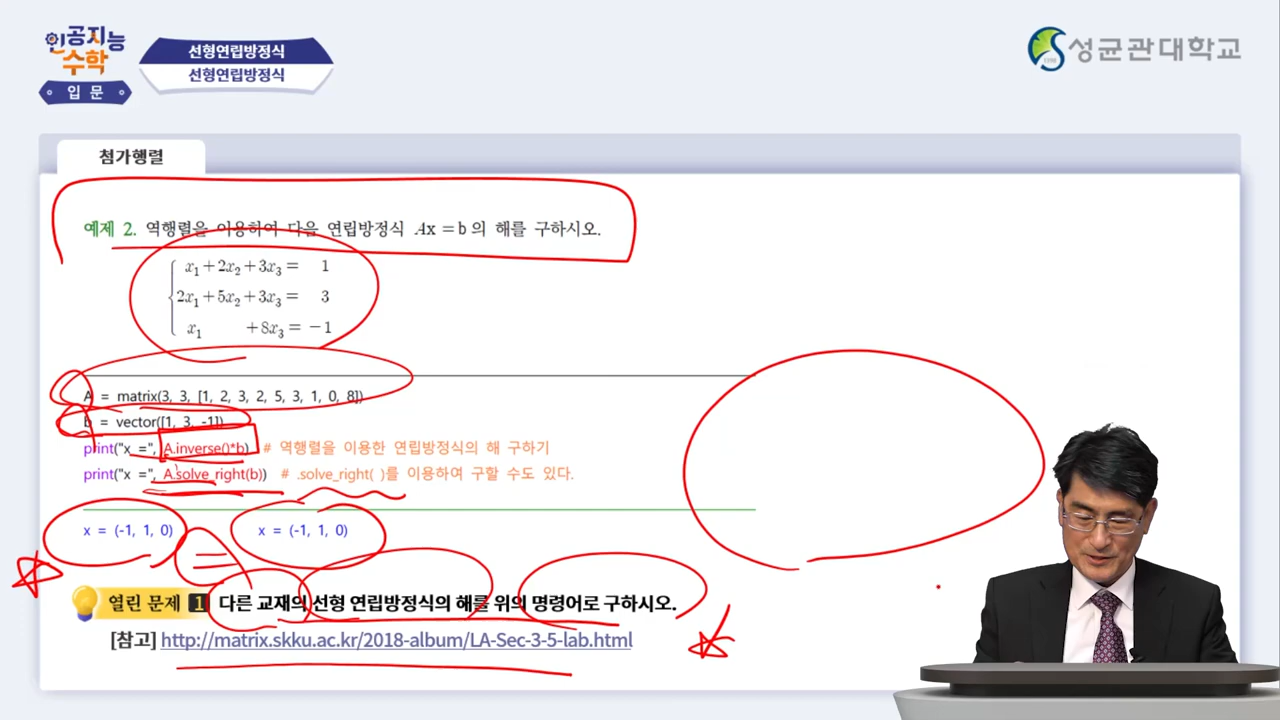 인공지능
수학
입문
선형연립방정식
선형연립방정식
성균관대학교
첨가행렬
예제 2. 역행렬을 이용하여 다음 연립방정식 Ax = b 의 해를 구하시오.
x₁ + 2x₂ + 3x₃ = 1
2x₁ + 5x₂ + 3x₃ = 3
x₁ + 8x₃ = −1
A = matrix(3, 3, [1, 2, 3, 2, 5, 3, 1, 0, 8])
b = vector([1, 3, -1])
print("x =", A.inverse()*b) # 역행렬을 이용한 연립방정식의 해 구하기
print("x =", A.solve_right(b)) # .solve_right( )를 이용하여 구할 수도 있다.
x = (-1, 1, 0) x = (-1, 1, 0)
열린 문제 1 다른 교재의 선형 연립방정식의 해를 위의 명령어로 구하시오.
[참고] http://matrix.skku.ac.kr/2018-album/LA-Sec-3-5-lab.html